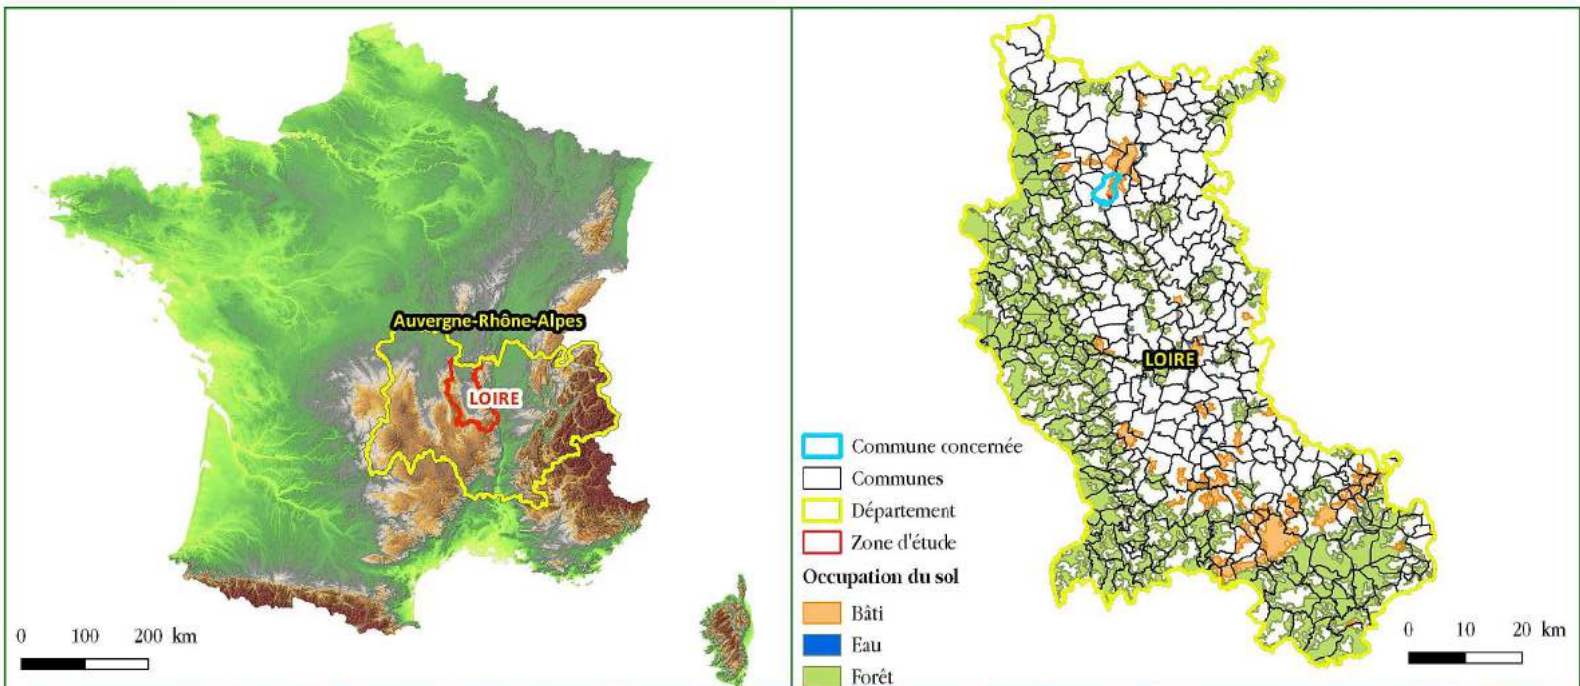 Auvergne-Rhône-Alpes
LOIRE
0 100 200 km
LOIRE
Commune concernée
Communes
Département
Zone d'étude
Occupation du sol
Bâti
Eau
Forêt
0 10 20 km